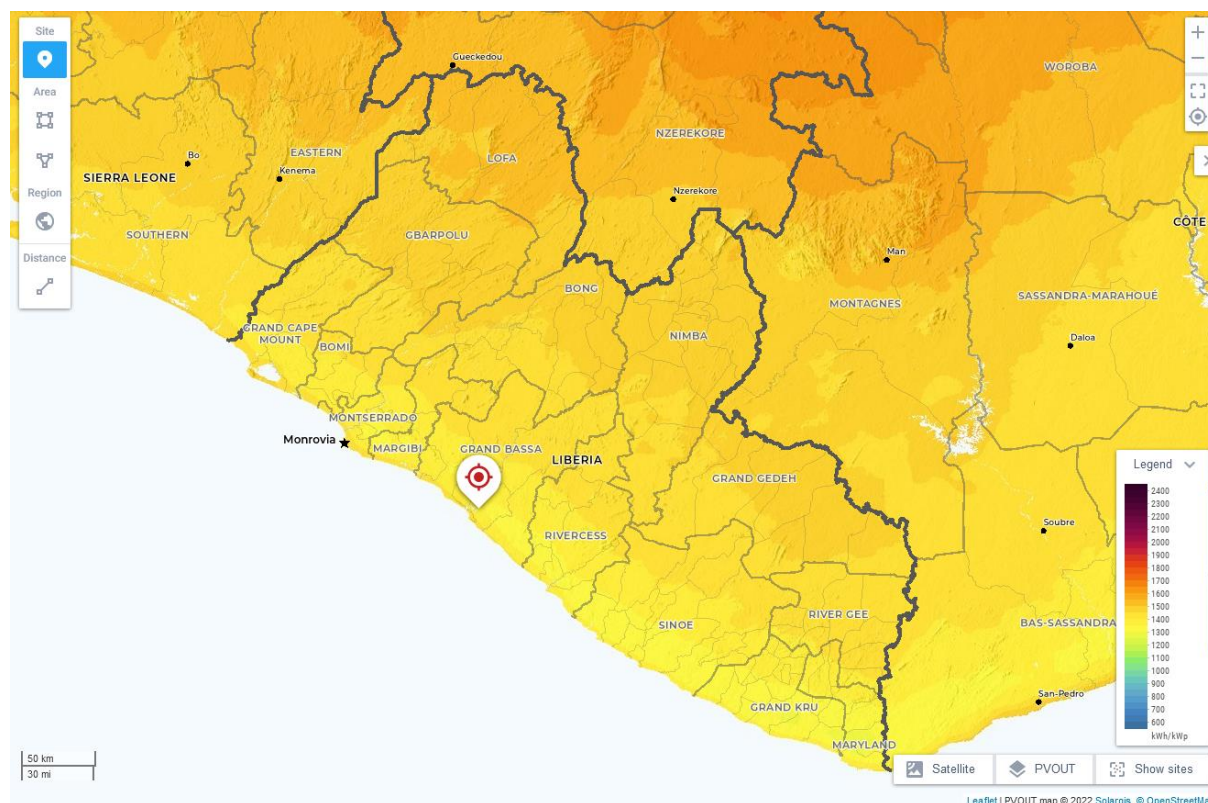 Site
Area
Region
Distance
Gueckedou
WOROBA
NZEREKORE
Bo
EASTERN
LOFA
SIERRA LEONE
Kenema
Nzerekore
SOUTHERN
GBARPOLU
CÔTE
Man
BONG
SASSANDRA-MARAHOUÉ
MONTAGNES
GRAND CAPE
MOUNT
NIMBA
BOMI
Daloa
MONTSERRADO
Monrovia
MARGIBI
GRAND BASSA
LIBERIA
GRAND GEDEH
Soubre
RIVERCESS
RIVER GEE
SINOE
BAS-SASSANDRA
San-Pedro
GRAND KRU
MARYLAND
Legend
2400
2300
2200
2100
2000
1900
1800
1700
1600
1500
1400
1300
1200
1100
1000
900
800
700
600
kWh/kWp
50 km
30 mi
Satellite
PVOUT
Show sites
Leaflet | PVOUT map © 2022 Solargis, © OpenStreetMa